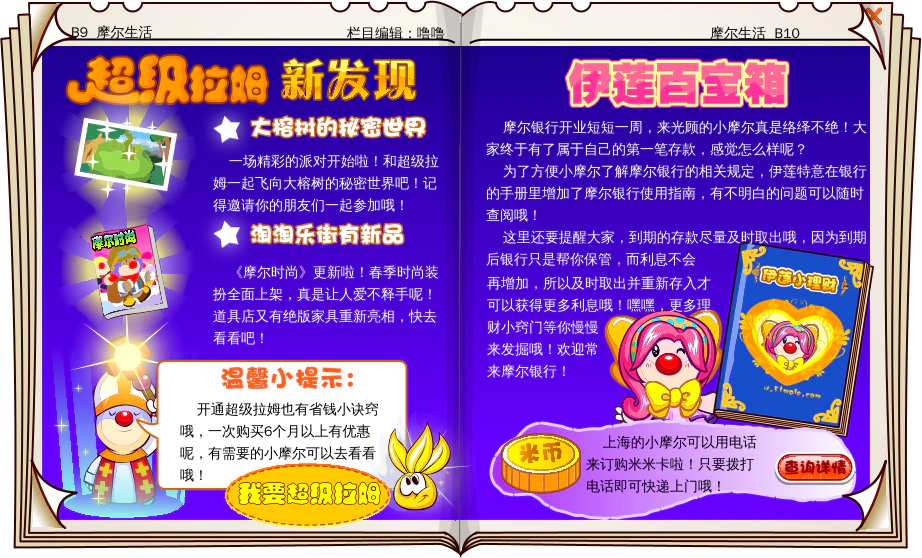 B9 摩尔生活
栏目编辑：噜噜
超级拉姆 新发现
大榕树的秘密世界
一场精彩的派对开始啦！和超级拉
姆一起飞向大榕树的秘密世界吧！记
得邀请你的朋友们一起参加哦！
淘淘乐街有新品
《摩尔时尚》更新啦！春季时尚装
扮全面上架，真是让人爱不释手呢！
道具店又有绝版家具重新亮相，快去
看看吧！
摩尔时尚
温馨小提示：
开通超级拉姆也有省钱小诀窍
哦，一次购买6个月以上有优惠
呢，有需要的小摩尔可以去看看
哦！
我要超级拉姆
摩尔生活 B10
伊莲百宝箱
摩尔银行开业短短一周，来光顾的小摩尔真是络绎不绝！大
家终于有了属于自己的第一笔存款，感觉怎么样呢？
为了方便小摩尔了解摩尔银行的相关规定，伊莲特意在银行
的手册里增加了摩尔银行使用指南，有不明白的问题可以随时
查阅哦！
这里还要提醒大家，到期的存款尽量及时取出哦，因为到期
后银行只是帮你保管，而利息不会
再增加，所以及时取出并重新存入才
可以获得更多利息哦！嘿嘿，更多理
财小窍门等你慢慢
来发掘哦！欢迎常
来摩尔银行！
伊莲小理财
w.51mole.com
米币
上海的小摩尔可以用电话
来订购米米卡啦！只要拨打
电话即可快递上门哦！
查询详情